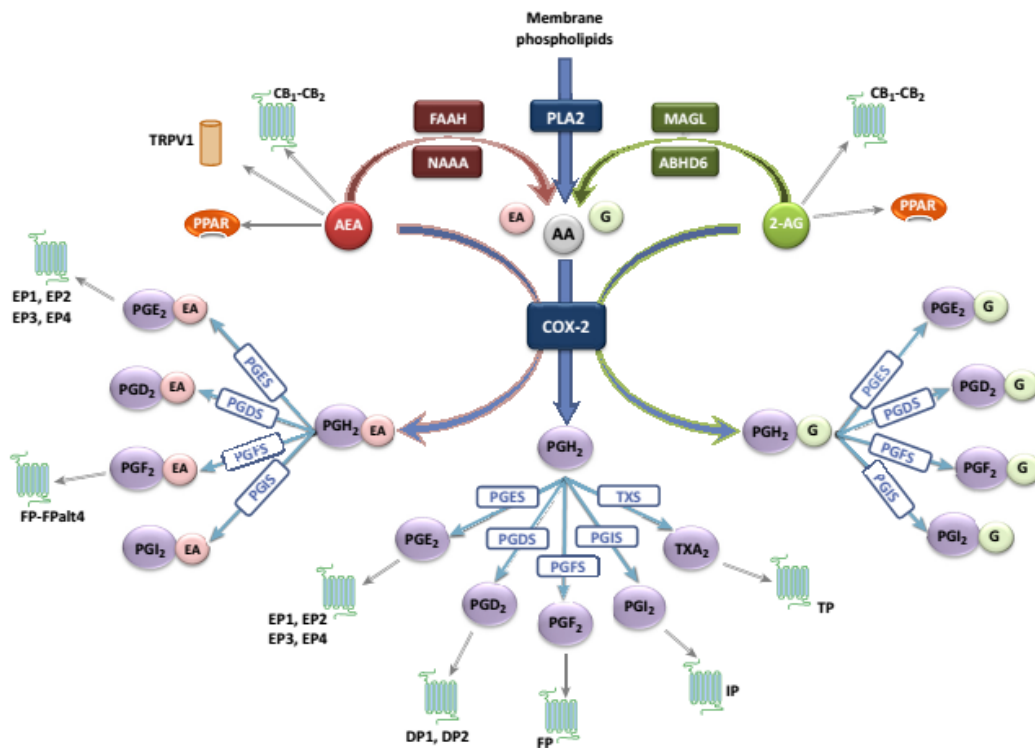 Membrane
phospholipids
CB₁-CB₂
TRPV1
PPAR
AEA
FAAH
NAAA
PLA2
MAGL
ABHD6
CB₁-CB₂
PPAR
2-AG
EA
AA
G
COX-2
EP1, EP2
EP3, EP4
PGE₂ EA
PGES
PGD₂ EA
PGDS
PGH₂ EA
PGFS
PGF₂ EA
FP-FPalt4
PGIS
PGI₂ EA
PGH₂
PGES
TXS
PGDS
PGIS
PGFS
PGE₂
TXA₂
PGD₂
PGF₂
PGI₂
EP1, EP2
EP3, EP4
TP
DP1, DP2
FP
IP
PGH₂ G
PGE₂ G
PGES
PGD₂ G
PGDS
PGFS
PGF₂ G
PGIS
PGI₂ G